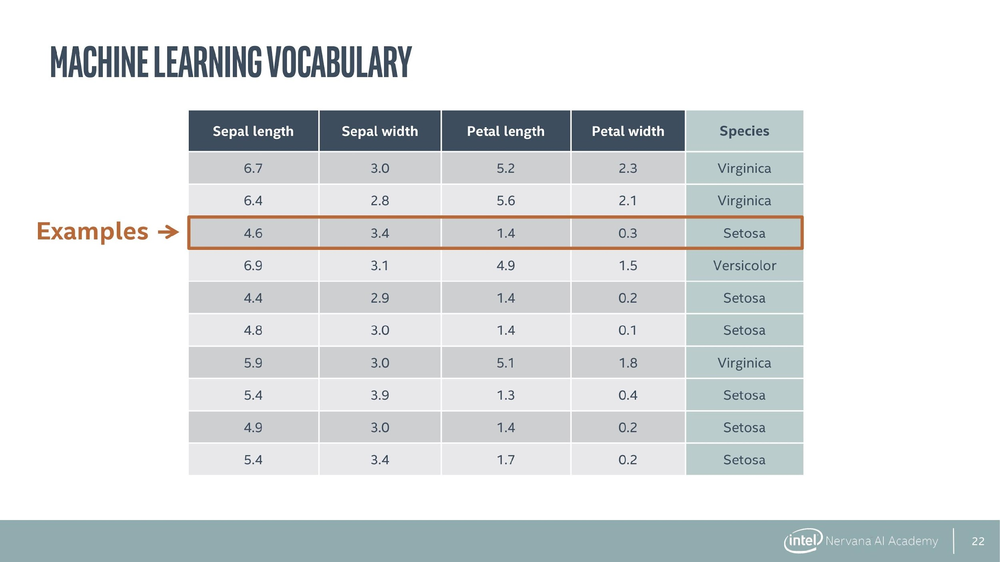 MACHINE LEARNING VOCABULARY
Sepal length Sepal width Petal length Petal width Species
6.7 3.0 5.2 2.3 Virginica
6.4 2.8 5.6 2.1 Virginica
Examples → 4.6 3.4 1.4 0.3 Setosa
6.9 3.1 4.9 1.5 Versicolor
4.4 2.9 1.4 0.2 Setosa
4.8 3.0 1.4 0.1 Setosa
5.9 3.0 5.1 1.8 Virginica
5.4 3.9 1.3 0.4 Setosa
4.9 3.0 1.4 0.2 Setosa
5.4 3.4 1.7 0.2 Setosa
intel Nervana AI Academy 22